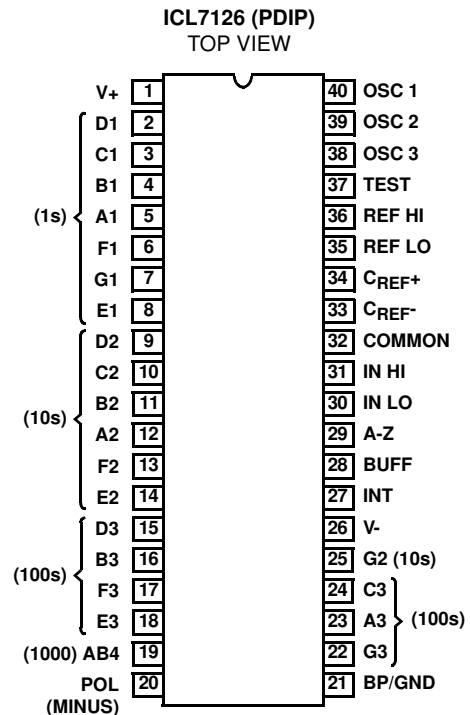 ICL7126 (PDIP)
TOP VIEW
V+ 1 40 OSC 1
D1 2 39 OSC 2
C1 3 38 OSC 3
B1 4 37 TEST
(1s) A1 5 36 REF HI
F1 6 35 REF LO
G1 7 34 CREF+
E1 8 33 CREF-
D2 9 32 COMMON
C2 10 31 IN HI
(10s) B2 11 30 IN LO
A2 12 29 A-Z
F2 13 28 BUFF
E2 14 27 INT
D3 15 26 V-
B3 16 25 G2 (10s)
(100s) F3 17 24 C3
E3 18 23 A3 (100s)
(1000) AB4 19 22 G3
POL 20 21 BP/GND
(MINUS)